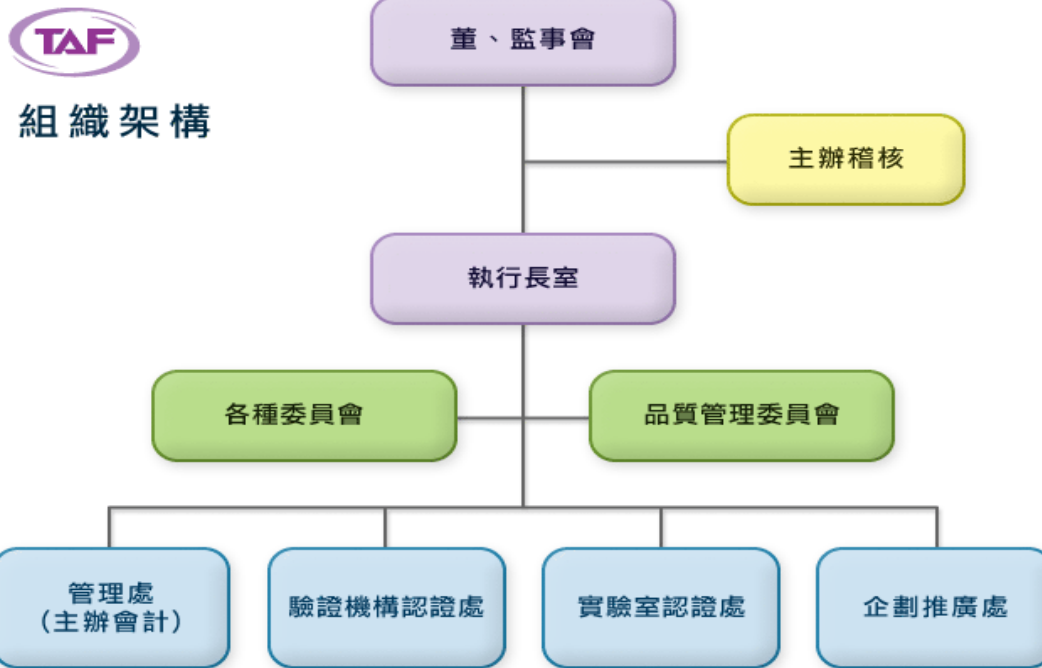 TAF
組織架構
董、監事會
主辦稽核
執行長室
各種委員會
品質管理委員會
管理處
(主辦會計)
驗證機構認證處
實驗室認證處
企劃推廣處